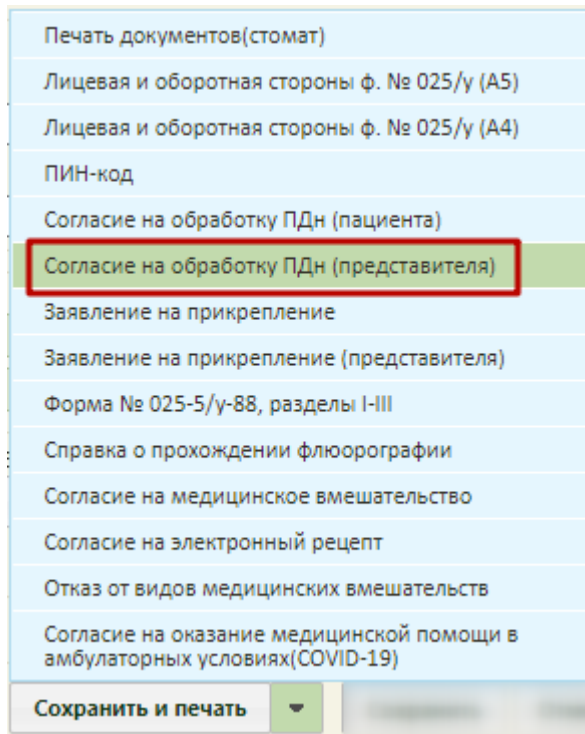 Печать документов(стомат)
Лицевая и оборотная стороны ф. № 025/у (А5)
Лицевая и оборотная стороны ф. № 025/у (А4)
ПИН-код
Согласие на обработку ПДн (пациента)
Согласие на обработку ПДн (представителя)
Заявление на прикрепление
Заявление на прикрепление (представителя)
Форма № 025-5/у-88, разделы I-III
Справка о прохождении флюорографии
Согласие на медицинское вмешательство
Согласие на электронный рецепт
Отказ от видов медицинских вмешательств
Согласие на оказание медицинской помощи в
амбулаторных условиях(COVID-19)
Сохранить и печать